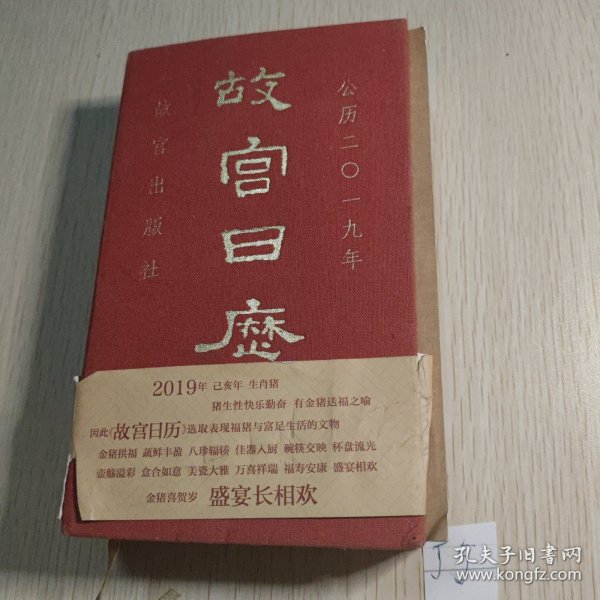 公历二〇一九年
故宫日歷
故宫出版社
2019年 己亥年 生肖猪
猪生性快乐勤奋 有金猪送福之喻
因此《故宫日历》选取表现福猪与富足生活的文物
金猪拱福 蔬鲜丰盈 八珍辐辏 佳器入厨 碗筷交映 杯盘流光
壶觞溢彩 盒合如意 美瓷大雅 万喜祥瑞 福寿安康 盛宴相欢
金猪喜贺岁 盛宴长相欢
孔夫子旧书网
www.kongfz.com